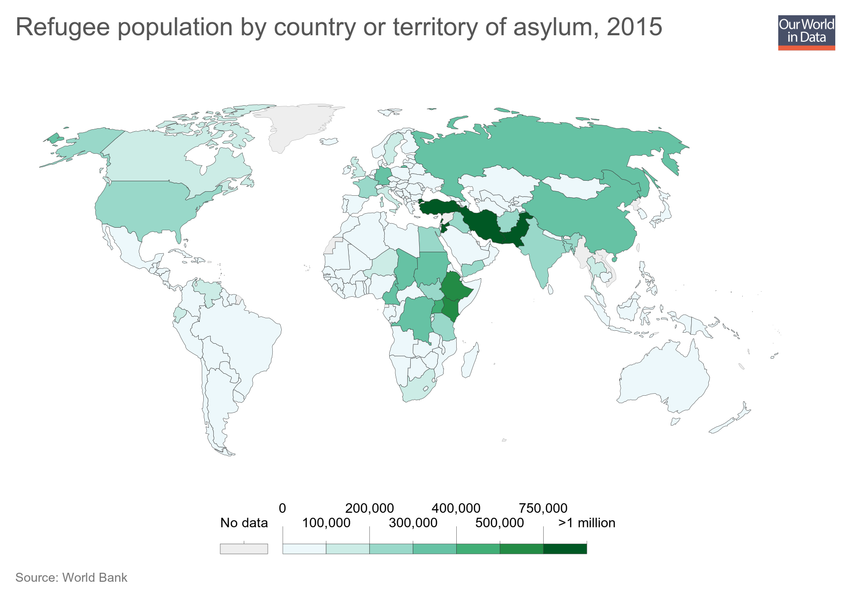 Refugee population by country or territory of asylum, 2015
Our World
in Data
0 200,000 400,000 750,000
No data 100,000 300,000 500,000 >1 million
Source: World Bank